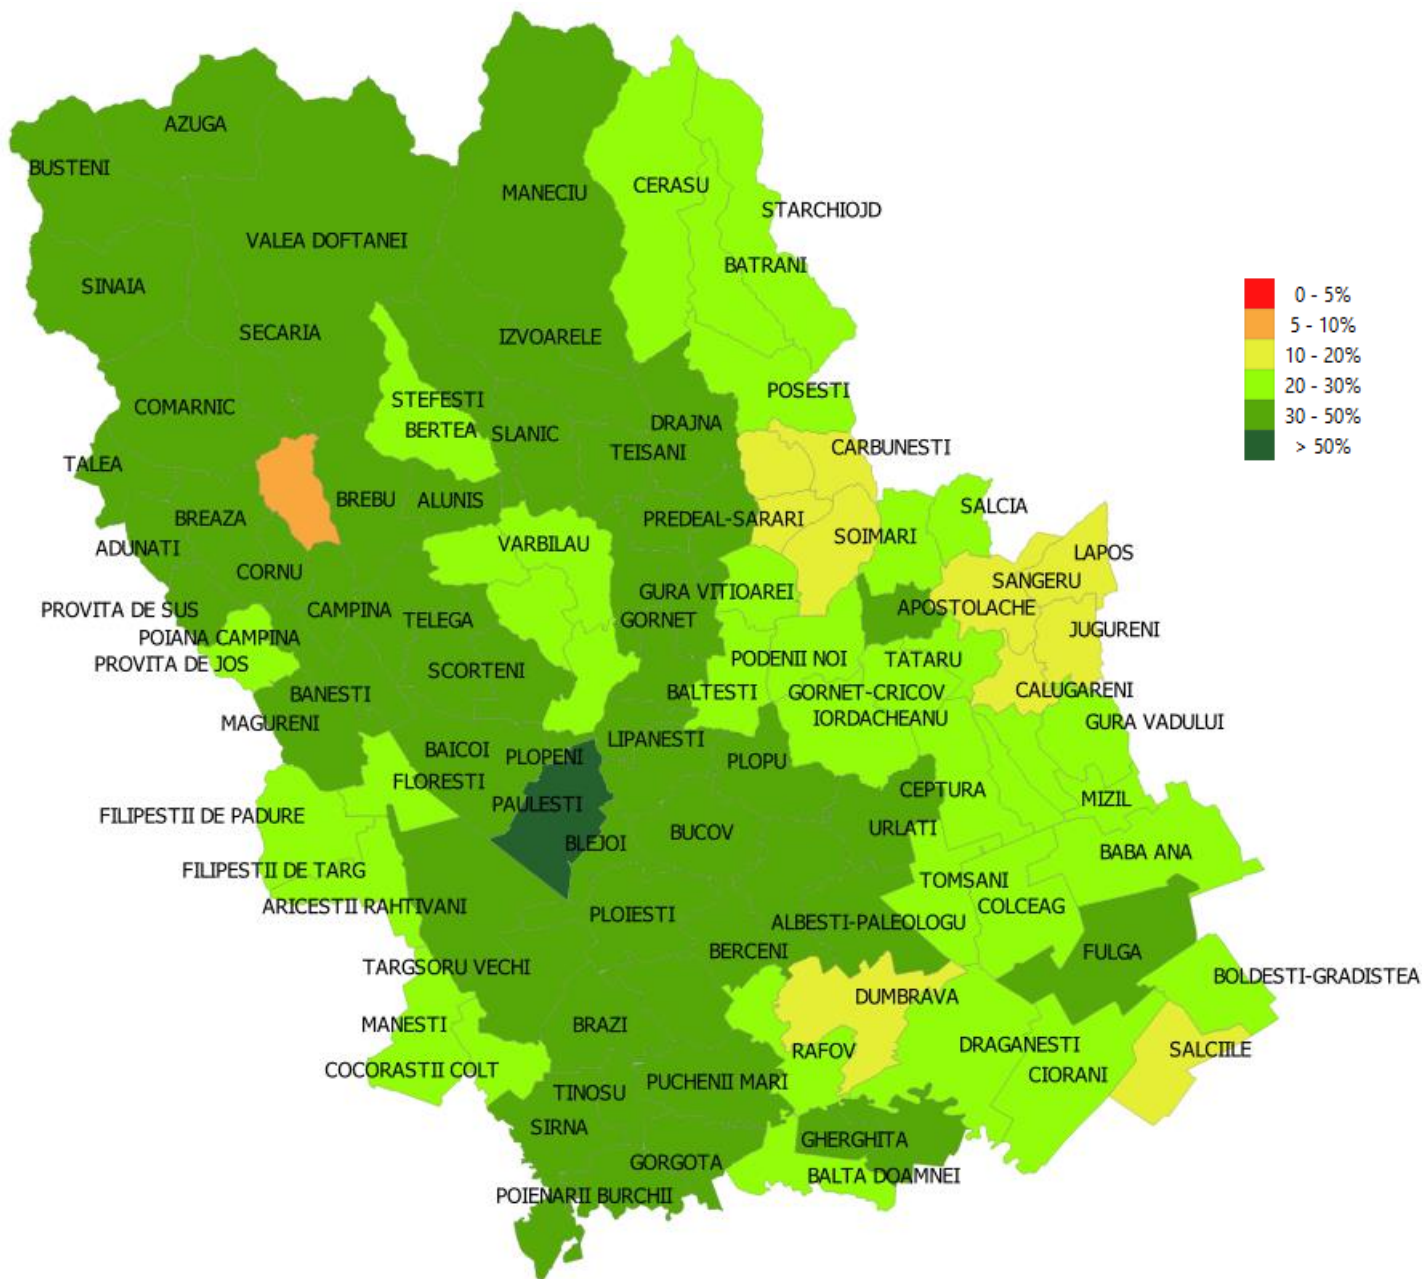 AZUGA
BUSTENI
CERASU
MANECIU
STARCHIOJD
VALEA DOFTANEI
BATRANI
SINAIA
0 - 5%
5 - 10%
10 - 20%
20 - 30%
30 - 50%
> 50%
SECARIA
IZVOARELE
POSESTI
STEFESTI
COMARNIC
DRAJNA
BERTEA
SLANIC
CARBUNESTI
TEISANI
TALEA
BREBU
ALUNIS
SALCIA
BREAZA
PREDEAL-SARARI
SOIMARI
VARBILAU
ADUNATI
LAPOS
CORNU
SANGERU
GURA VITIOAREI
PROVITA DE SUS
CAMPINA
APOSTOLACHE
TELEGA
GORNET
JUGURENI
POIANA CAMPINA
PROVITA DE JOS
PODENII NOI
TATARU
SCORTENI
BANESTI
BALTESTI
GORNET-CRICOV
CALUGARENI
IORDACHEANU
MAGURENI
GURA VADULUI
LIPANESTI
BAICOI
PLOPENI
PLOPU
FLORESTI
CEPTURA
MIZIL
PAULESTI
FILIPESTII DE PADURE
URLATI
BUCOV
BLEJOI
BABA ANA
FILIPESTII DE TARG
TOMSANI
ARICESTII RAHTIVANI
COLCEAG
PLOIESTI
ALBESTI-PALEOLOGU
BERCENI
FULGA
TARGSORU VECHI
BOLDESTI-GRADISTEA
DUMBRAVA
MANESTI
BRAZI
DRAGANESTI
RAFOV
SALCIILE
COCORASTII COLT
CIORANI
PUCHENII MARI
TINOSU
SIRNA
GHERGHITA
GORGOTA
BALTA DOAMNEI
POIENARII BURCHII